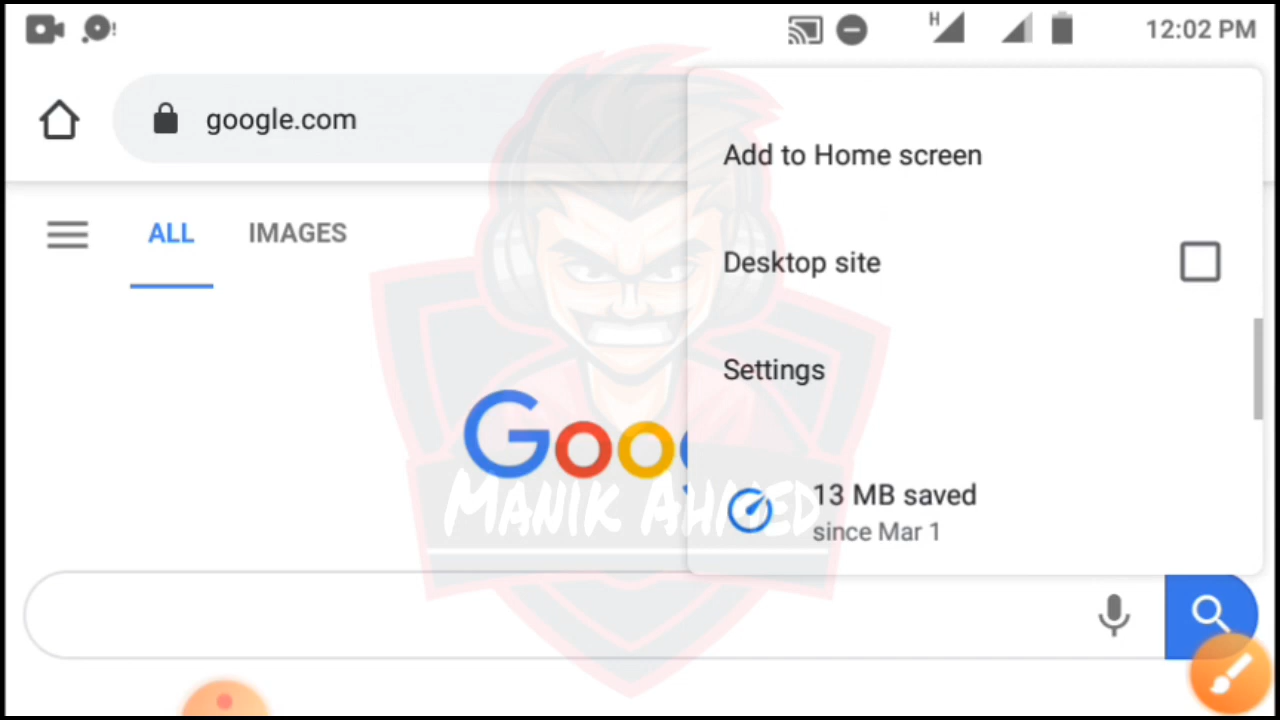 12:02 PM
H
google.com
Add to Home screen
ALL
IMAGES
Desktop site
Settings
Goog
Manik Ahmed
13 MB saved
since Mar 1